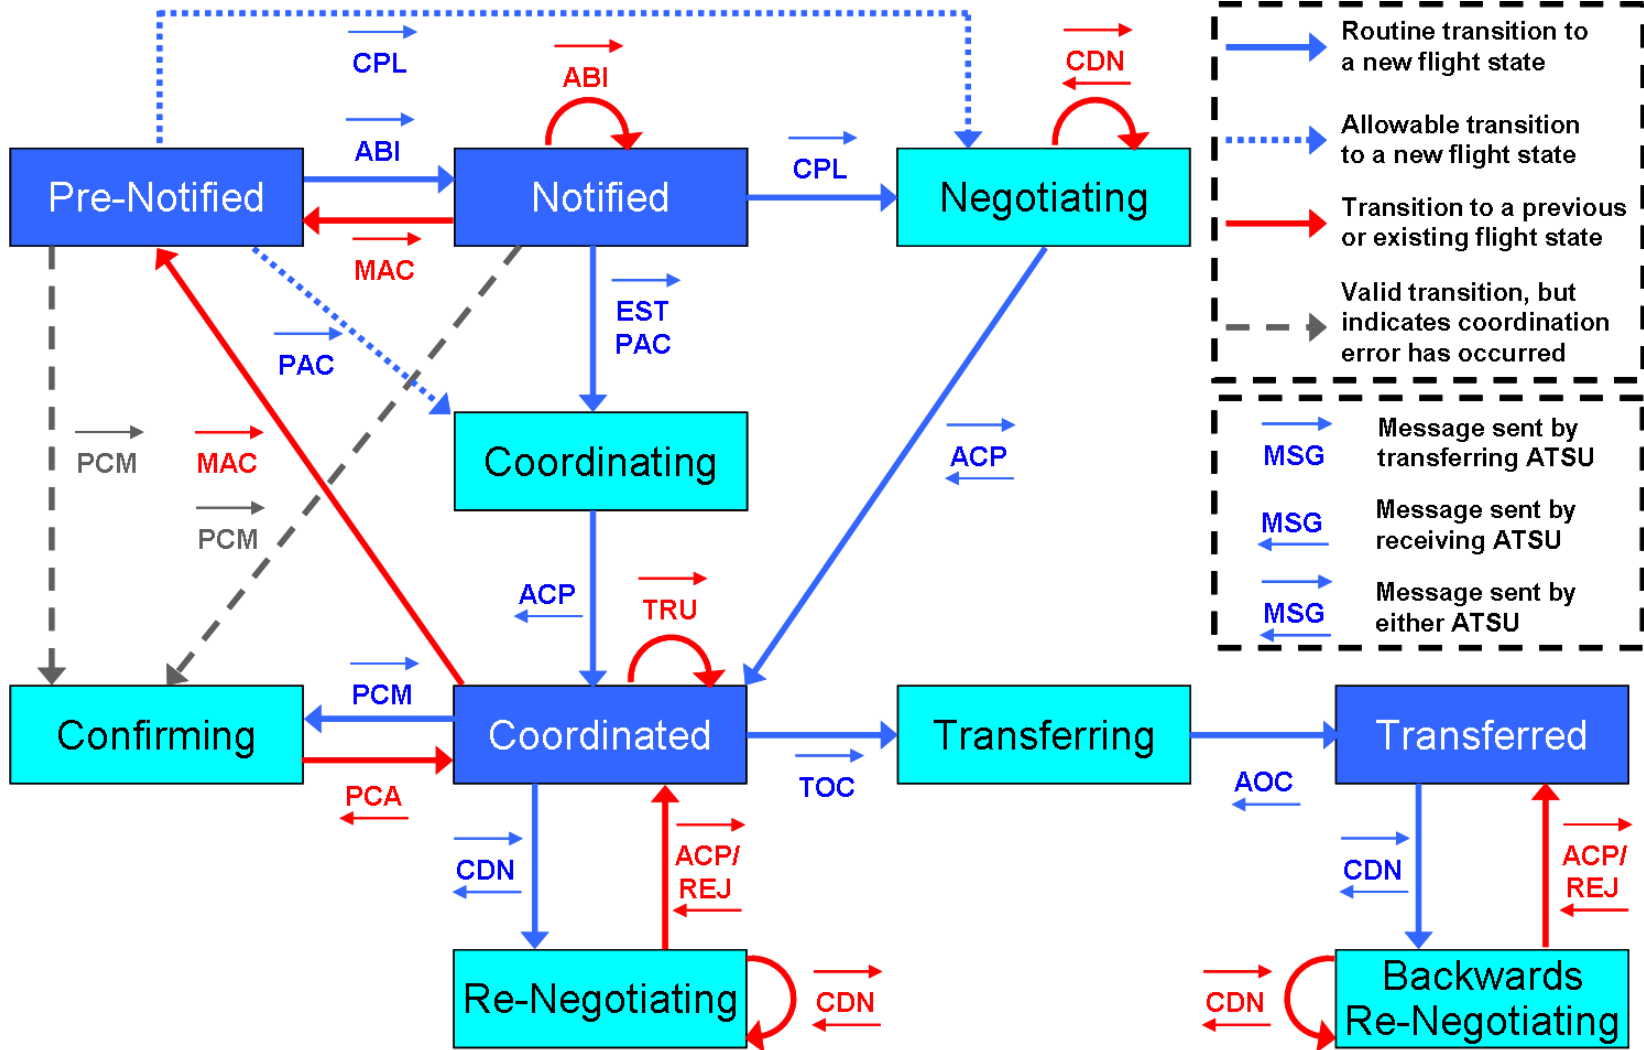 CPL
ABI
CDN
ABI
CPL
Pre-Notified
Notified
Negotiating
MAC
EST
PAC
PAC
PCM
MAC
PCM
Coordinating
ACP
ACP
TRU
PCM
Confirming
Coordinated
Transferring
Transferred
PCA
TOC
AOC
CDN
ACP/
REJ
CDN
ACP/
REJ
Re-Negotiating
CDN
CDN
Backwards
Re-Negotiating
Routine transition to
a new flight state
Allowable transition
to a new flight state
Transition to a previous
or existing flight state
Valid transition, but
indicates coordination
error has occurred
MSG
Message sent by
transferring ATSU
MSG
Message sent by
receiving ATSU
MSG
Message sent by
either ATSU